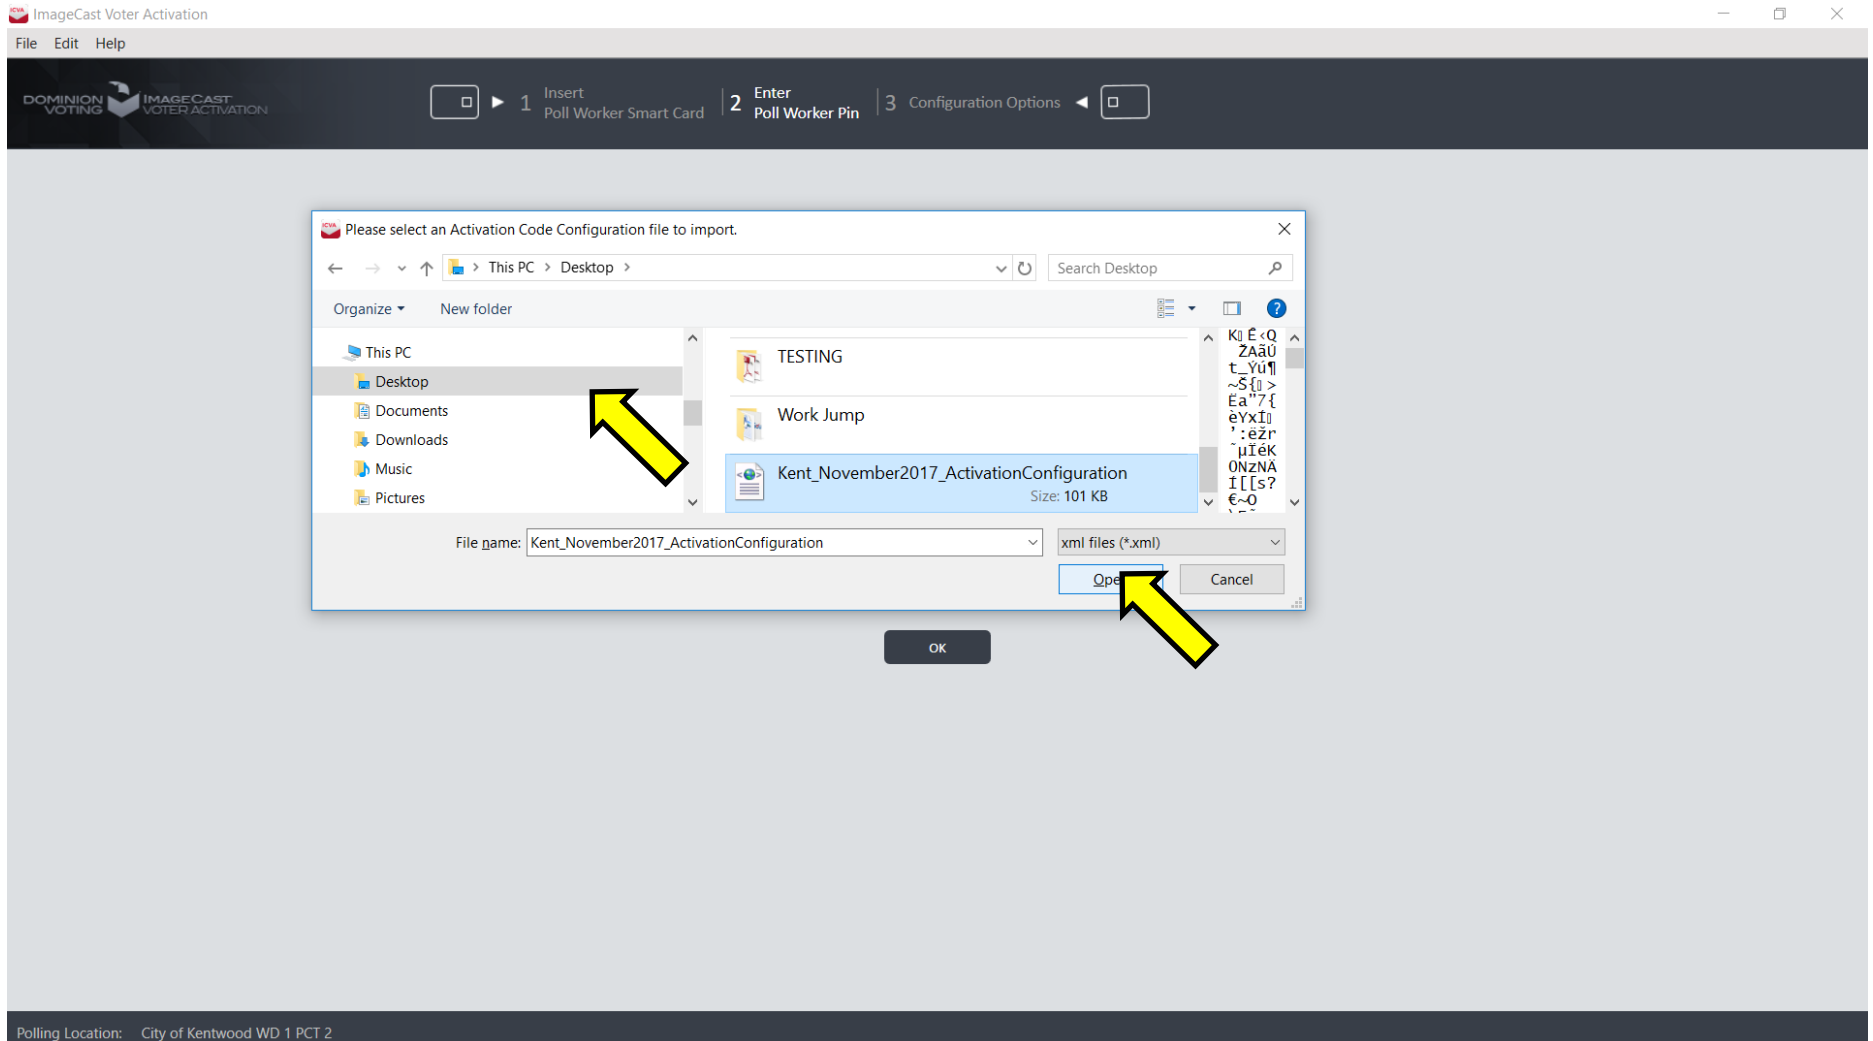 ImageCast Voter Activation
File Edit Help
DOMINION VOTING IMAGECAST VOTER ACTIVATION
1 Insert Poll Worker Smart Card
2 Enter Poll Worker Pin
3 Configuration Options
Please select an Activation Code Configuration file to import.
This PC > Desktop >
Search Desktop
Organize
New folder
?
This PC
Desktop
Documents
Downloads
Music
Pictures
TESTING
Work Jump
Kent_November2017_ActivationConfiguration
Size: 101 KB
File name: Kent_November2017_ActivationConfiguration
xml files (*.xml)
Cancel
OK
Polling Location: City of Kentwood WD 1 PCT 2